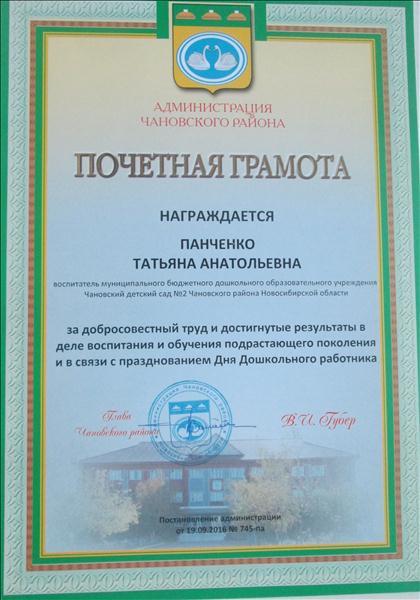 АДМИНИСТРАЦИЯ
ЧАНОВСКОГО РАЙОНА
ПОЧЕТНАЯ ГРАМОТА
НАГРАЖДАЕТСЯ
ПАНЧЕНКО
ТАТЬЯНА АНАТОЛЬЕВНА
воспитатель муниципального бюджетного дошкольного образовательного учреждения
Чановский детский сад №2 Чановского района Новосибирской области
за добросовестный труд и достигнутые результаты в
деле воспитания и обучения подрастающего поколения
и в связи с празднованием Дня Дошкольного работника
Глава
Чановского района
В.И. Губер
Постановление администрации
от 19.09.2016 № 745-па